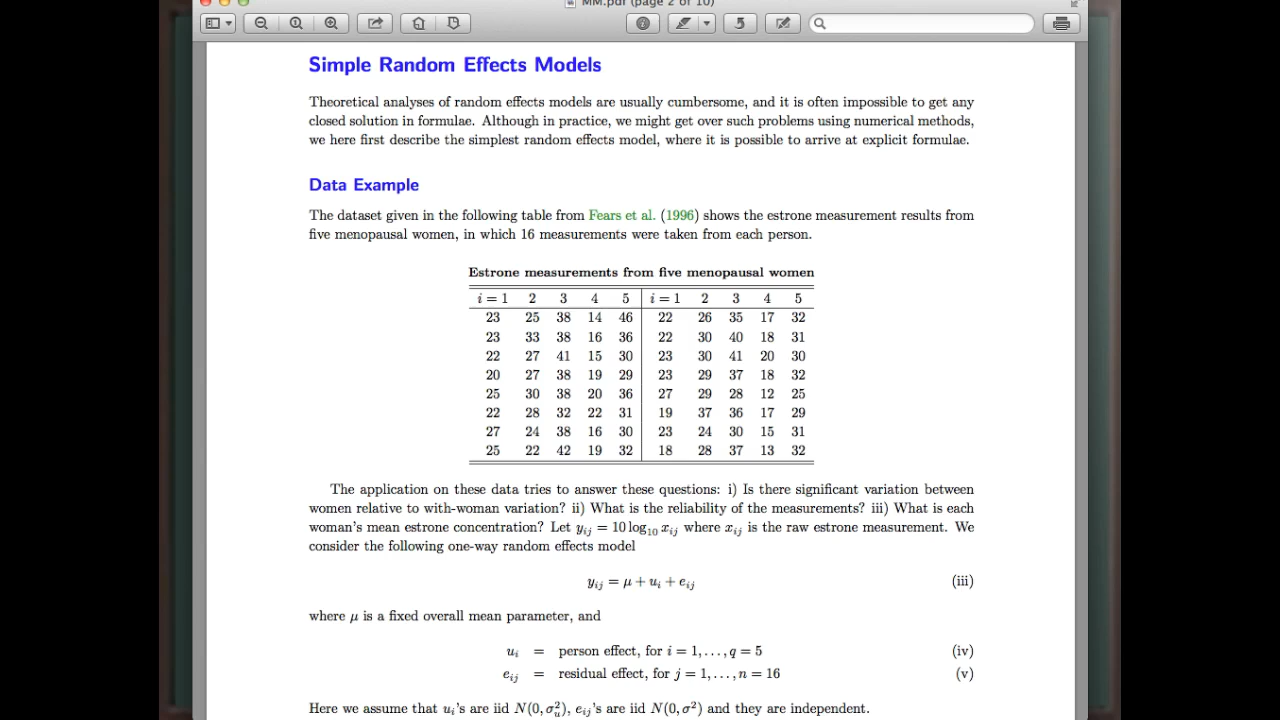 MM.pdf (page 2 of 10)
Simple Random Effects Models
Theoretical analyses of random effects models are usually cumbersome, and it is often impossible to get any
closed solution in formulae. Although in practice, we might get over such problems using numerical methods,
we here first describe the simplest random effects model, where it is possible to arrive at explicit formulae.
Data Example
The dataset given in the following table from Fears et al. (1996) shows the estrone measurement results from
five menopausal women, in which 16 measurements were taken from each person.
Estrone measurements from five menopausal women
i = 1 2 3 4 5 i = 1 2 3 4 5
23 25 38 14 46 22 26 35 17 32
23 33 38 16 36 22 30 40 18 31
22 27 41 15 30 23 30 41 20 30
20 27 38 19 29 23 29 37 18 32
25 30 38 20 36 27 29 28 12 25
22 28 32 22 31 19 37 36 17 29
27 24 38 16 30 23 24 30 15 31
25 22 42 19 32 18 28 37 13 32
The application on these data tries to answer these questions: i) Is there significant variation between
women relative to with-woman variation? ii) What is the reliability of the measurements? iii) What is each
woman's mean estrone concentration? Let yᵢⱼ = 10 log₁₀ xᵢⱼ where xᵢⱼ is the raw estrone measurement. We
consider the following one-way random effects model
yᵢⱼ = μ + uᵢ + eᵢⱼ (iii)
where μ is a fixed overall mean parameter, and
uᵢ = person effect, for i = 1, . . . , q = 5 (iv)
eᵢⱼ = residual effect, for j = 1, . . . , n = 16 (v)
Here we assume that uᵢ's are iid N(0, σ²ᵤ), eᵢⱼ's are iid N(0, σ²) and they are independent.